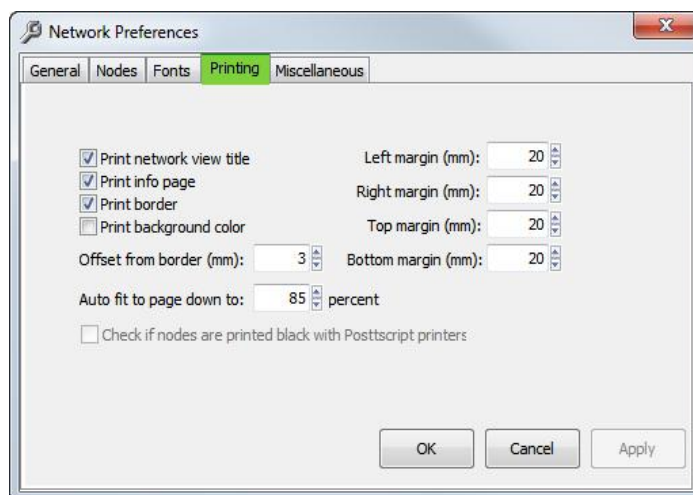 Network Preferences
General Nodes Fonts Printing Miscellaneous
Print network view title
Print info page
Print border
Print background color
Offset from border (mm): 3
Auto fit to page down to: 85 percent
Check if nodes are printed black with Posttscript printers
Left margin (mm): 20
Right margin (mm): 20
Top margin (mm): 20
Bottom margin (mm): 20
OK Cancel Apply